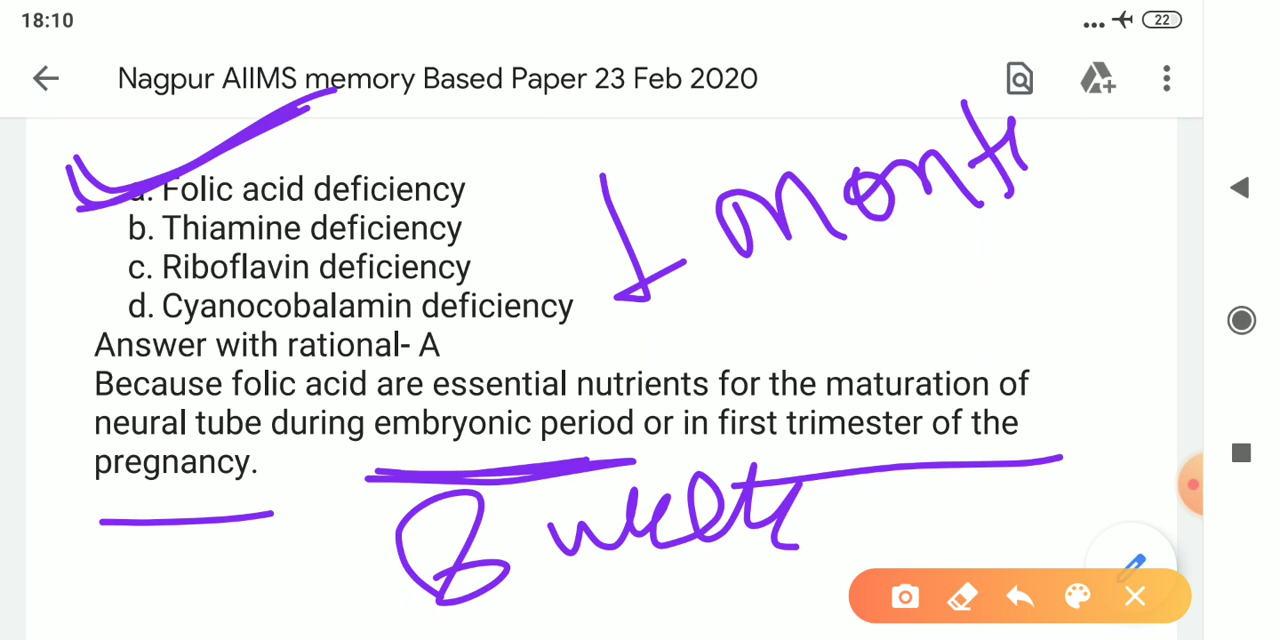 18:10
22
Nagpur AIIMS memory Based Paper 23 Feb 2020
a. Folic acid deficiency
b. Thiamine deficiency
c. Riboflavin deficiency
d. Cyanocobalamin deficiency
1 month
Answer with rational- A
Because folic acid are essential nutrients for the maturation of
neural tube during embryonic period or in first trimester of the
pregnancy.
8 week